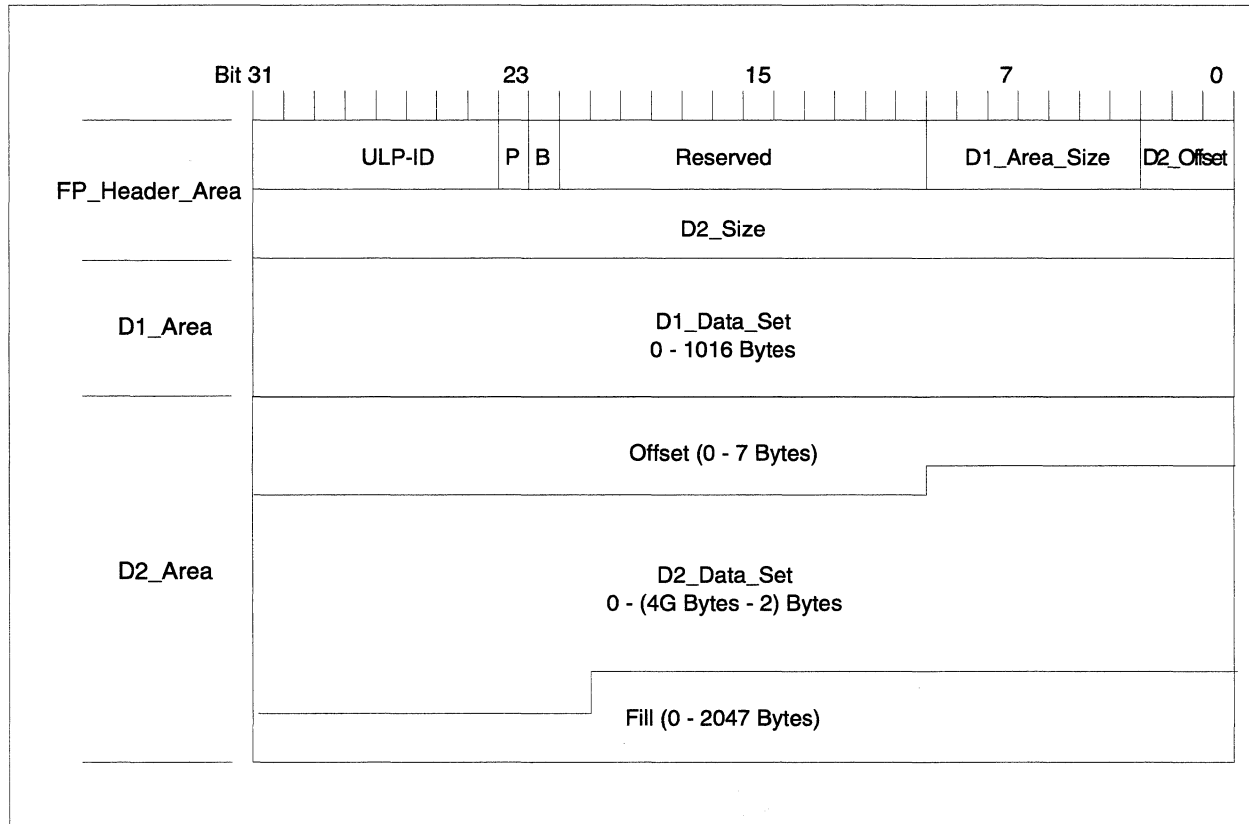 Bit 31 23 15 7 0
ULP-ID P B Reserved D1_Area_Size D2_Offset
FP_Header_Area
D2_Size
D1_Area
D1_Data_Set
0 - 1016 Bytes
Offset (0 - 7 Bytes)
D2_Area
D2_Data_Set
0 - (4G Bytes - 2) Bytes
Fill (0 - 2047 Bytes)